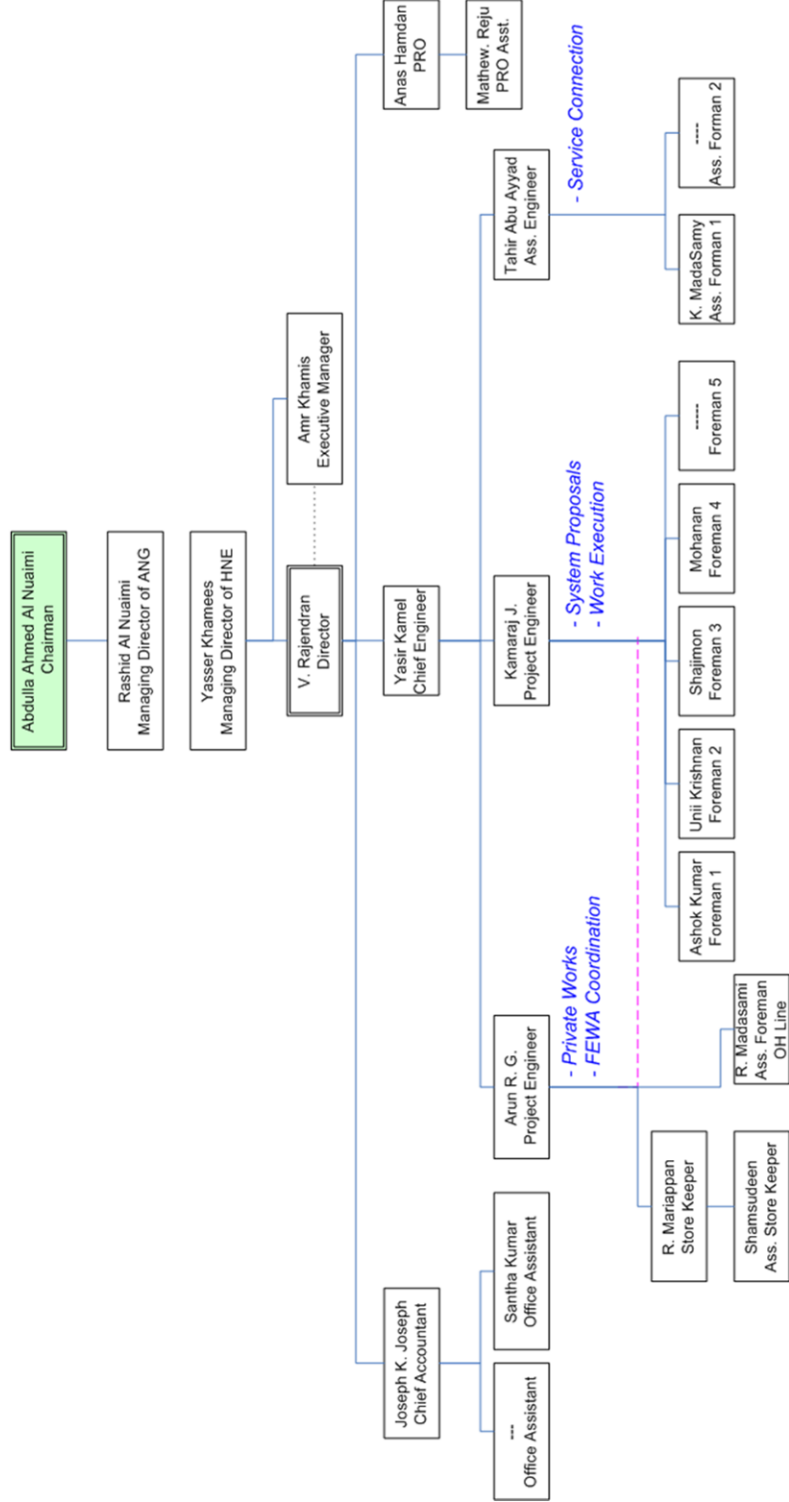 Abdulla Ahmed Al Nuaimi
Chairman
Rashid Al Nuaimi
Managing Director of ANG
Yasser Khamees
Managing Director of HNE
V. Rajendran
Director
Amr Khamis
Executive Manager
Joseph K. Joseph
Chief Accountant
Yasir Kamel
Chief Engineer
Anas Hamdan
PRO
Mathew. Reju
PRO Asst.
---
Office Assistant
Santha Kumar
Office Assistant
Arun R. G.
Project Engineer
Kamaraj J.
Project Engineer
Tahir Abu Ayyad
Ass. Engineer
- Private Works
- FEWA Coordination
- System Proposals
- Work Execution
- Service Connection
R. Mariappan
Store Keeper
Shamsudeen
Ass. Store Keeper
R. Madasami
Ass. Foreman
OH Line
Ashok Kumar
Foreman 1
Unii Krishnan
Foreman 2
Shajimon
Foreman 3
Mohanan
Foreman 4
-----
Foreman 5
K. MadaSamy
Ass. Forman 1
----
Ass. Forman 2